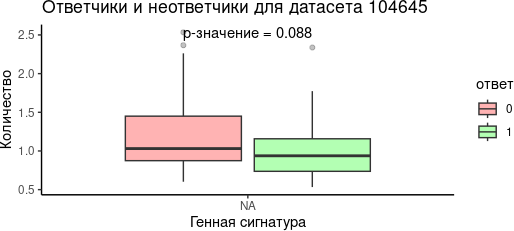 Ответчики и неответчики для датасета 104645
p-значение = 0.088
2.5
2.0
1.5
1.0
0.5
Количество
NA
Генная сигнатура
ответ
0
1